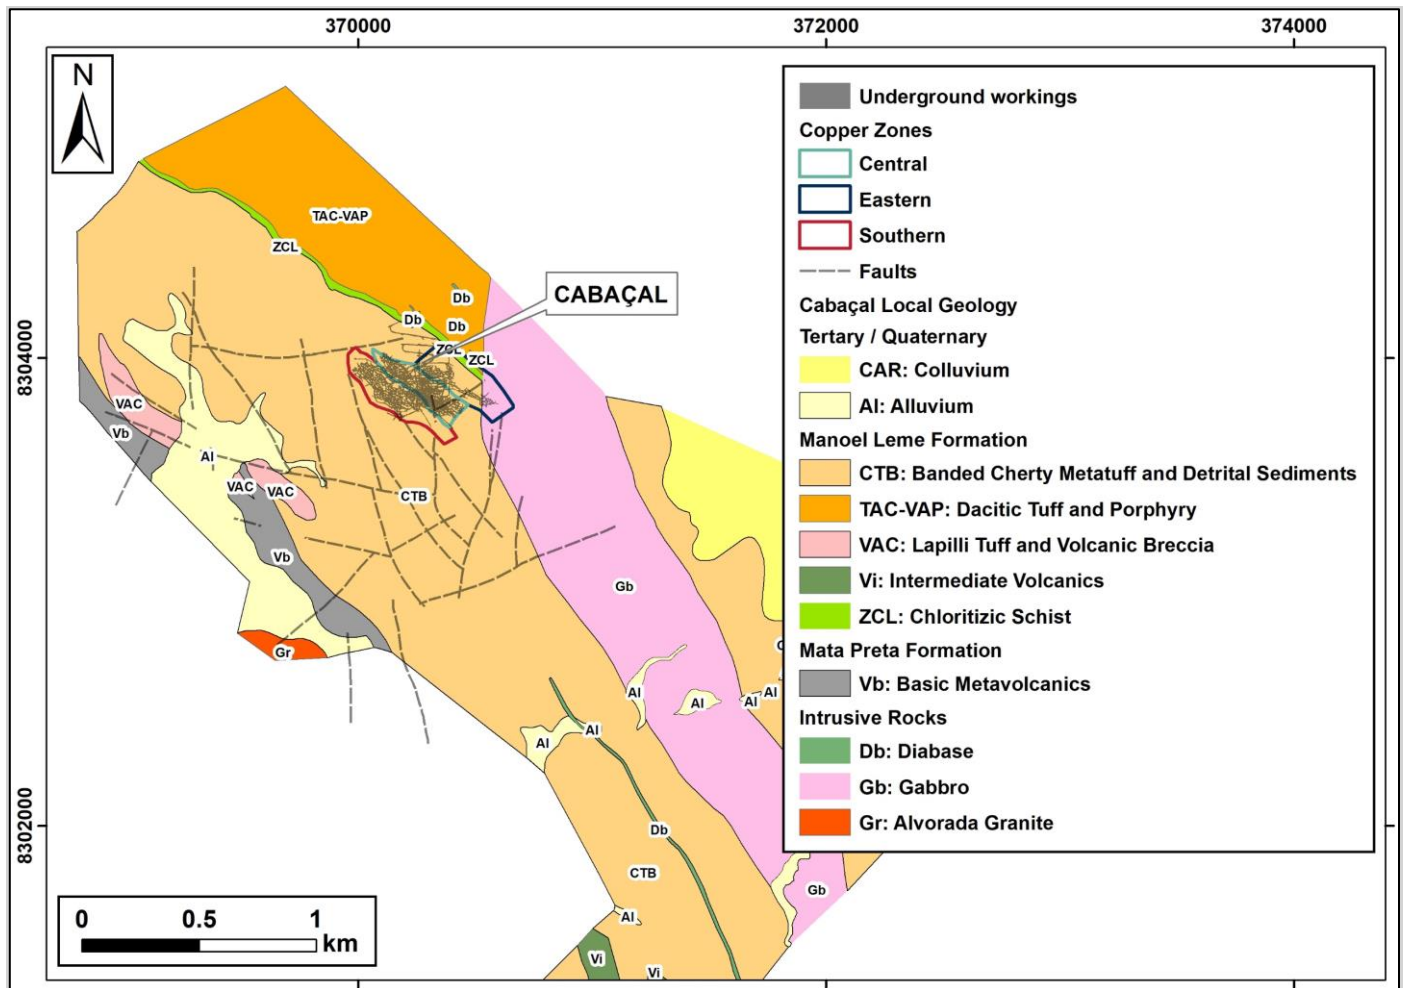 370000
372000
374000
N
Underground workings
Copper Zones
Central
Eastern
Southern
Faults
Cabaçal Local Geology
Tertary / Quaternary
CAR: Colluvium
Al: Alluvium
Manoel Leme Formation
CTB: Banded Cherty Metatuff and Detrital Sediments
TAC-VAP: Dacitic Tuff and Porphyry
VAC: Lapilli Tuff and Volcanic Breccia
Vi: Intermediate Volcanics
ZCL: Chloritizic Schist
Mata Preta Formation
Vb: Basic Metavolcanics
Intrusive Rocks
Db: Diabase
Gb: Gabbro
Gr: Alvorada Granite
TAC-VAP
ZCL
Db
CABAÇAL
Db
Db
ZCL
ZCL
8304000
VAC
Vb
Al
VAC
VAC
CTB
Vb
Gb
Gr
Al
Al
Al
Al
Al
Al
8302000
Db
CTB
Gb
Al
Vi
Vi
0 0.5 1
km